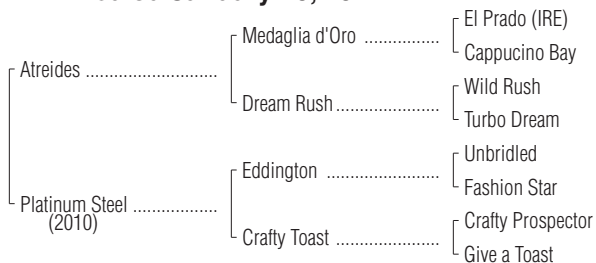 El Prado (IRE)
Medaglia d'Oro ...............
Cappucino Bay
Atreides ..........................
Wild Rush
Dream Rush.....................
Turbo Dream
Unbridled
Eddington ......................
Fashion Star
Platinum Steel .................
(2010)
Crafty Prospector
Crafty Toast ....................
Give a Toast